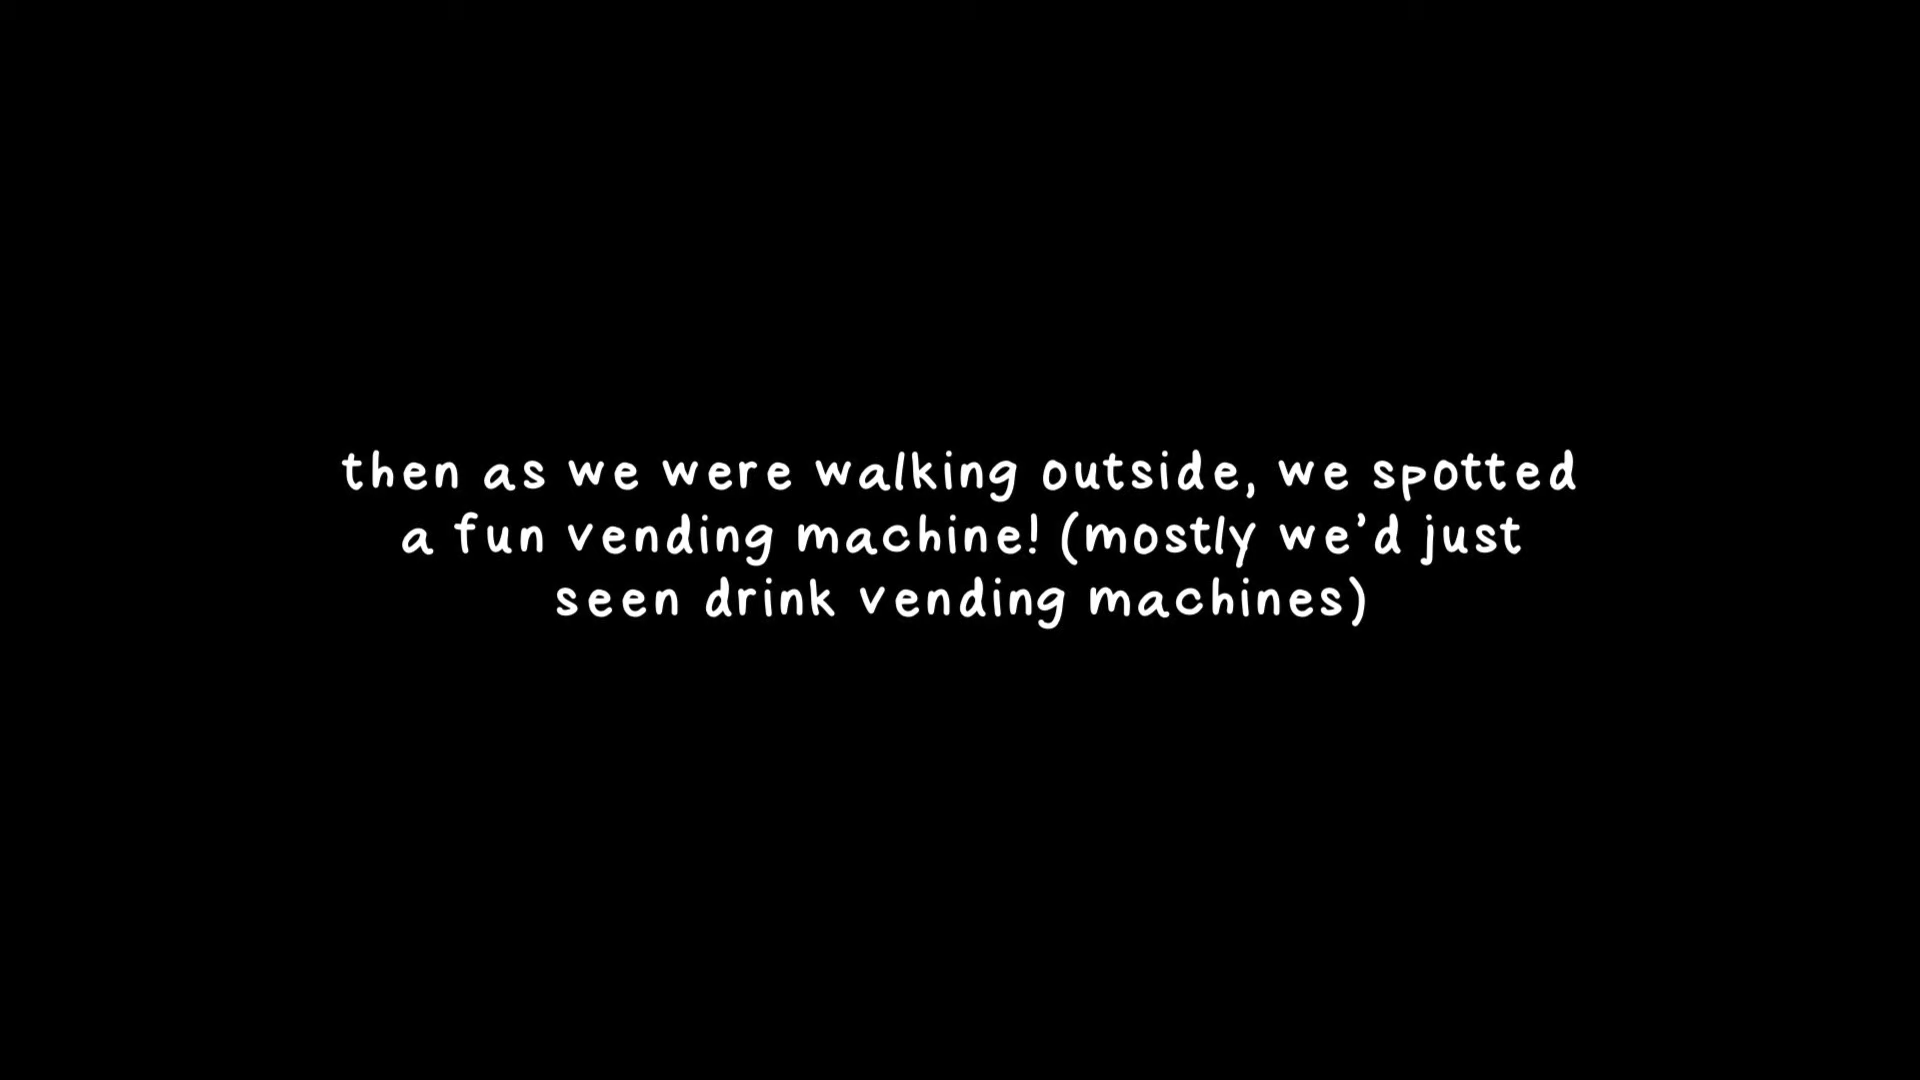 then as we were walking outside, we spotted
a fun vending machine! (mostly we’d just
seen drink vending machines)